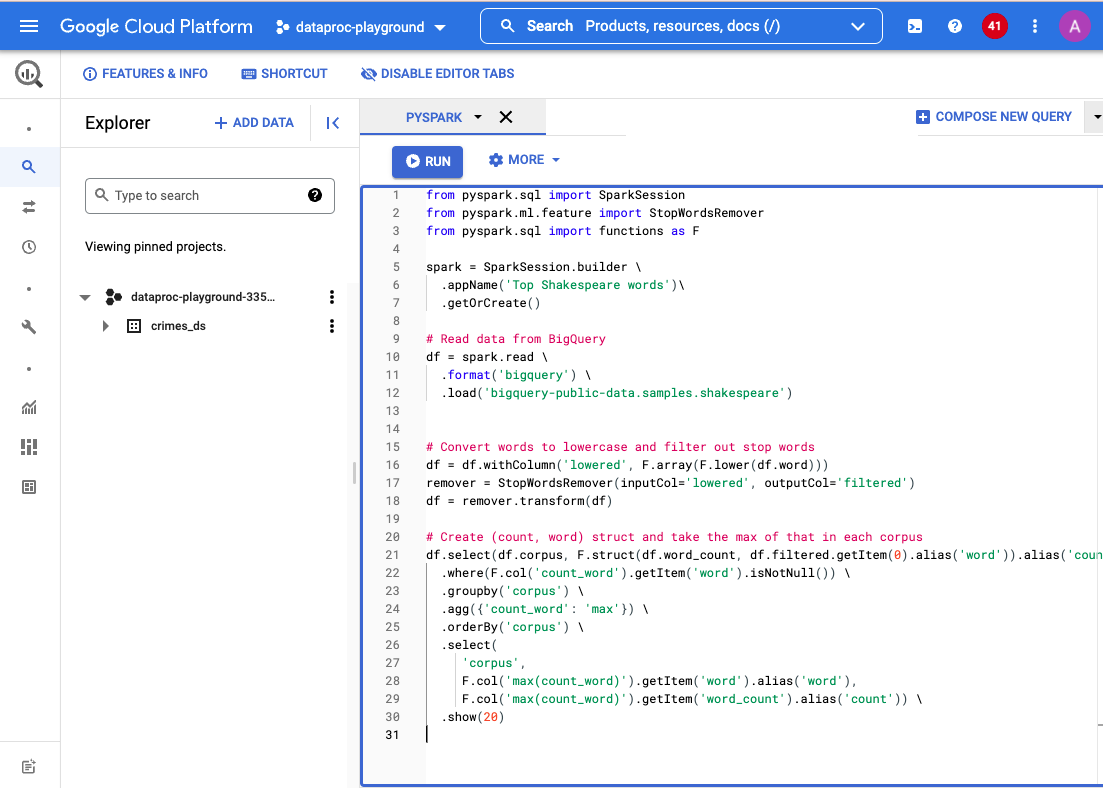 Google Cloud Platform
dataproc-playground
Search Products, resources, docs (/)
41
A
FEATURES & INFO
SHORTCUT
DISABLE EDITOR TABS
Explorer
ADD DATA
PYSPARK
COMPOSE NEW QUERY
RUN
MORE
Type to search
Viewing pinned projects.
dataproc-playground-335...
crimes_ds
1 from pyspark.sql import SparkSession
2 from pyspark.ml.feature import StopWordsRemover
3 from pyspark.sql import functions as F
4
5 spark = SparkSession.builder \
6 .appName('Top Shakespeare words')\
7 .getOrCreate()
8
9 # Read data from BigQuery
10 df = spark.read \
11 .format('bigquery') \
12 .load('bigquery-public-data.samples.shakespeare')
13
14
15 # Convert words to lowercase and filter out stop words
16 df = df.withColumn('lowered', F.array(F.lower(df.word)))
17 remover = StopWordsRemover(inputCol='lowered', outputCol='filtered')
18 df = remover.transform(df)
19
20 # Create (count, word) struct and take the max of that in each corpus
21 df.select(df.corpus, F.struct(df.word_count, df.filtered.getItem(0).alias('word')).alias('coun
22 .where(F.col('count_word').getItem('word').isNotNull()) \
23 .groupby('corpus') \
24 .agg({'count_word': 'max'}) \
25 .orderBy('corpus') \
26 .select(
27 'corpus',
28 F.col('max(count_word)').getItem('word').alias('word'),
29 F.col('max(count_word)').getItem('word_count').alias('count')) \
30 .show(20)
31